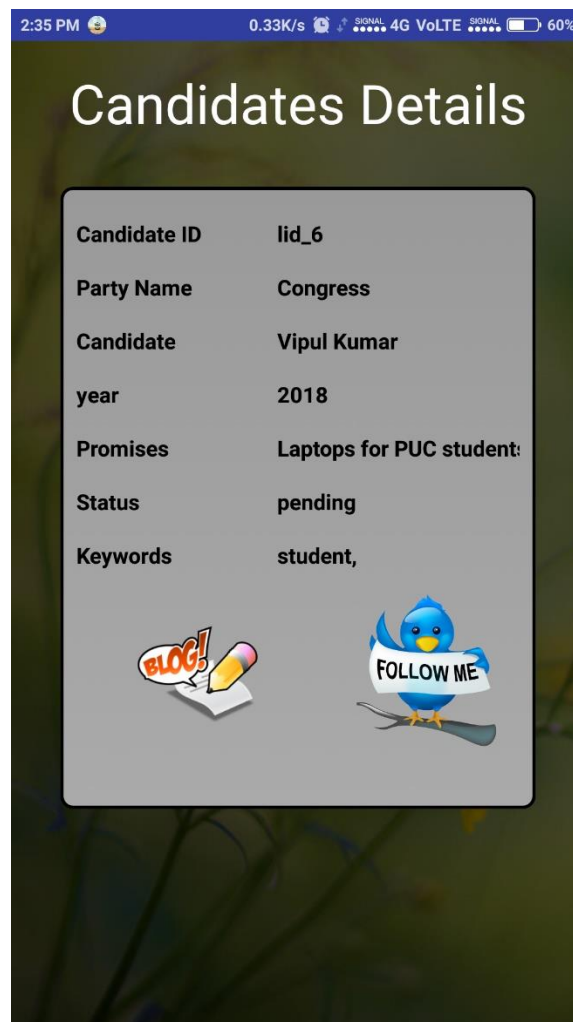 2:35 PM 0.33K/s SIGNAL 4G VoLTE SIGNAL 60%
Candidates Details
Candidate ID lid_6
Party Name Congress
Candidate Vipul Kumar
year 2018
Promises Laptops for PUC students
Status pending
Keywords student,
BLOG!
FOLLOW ME